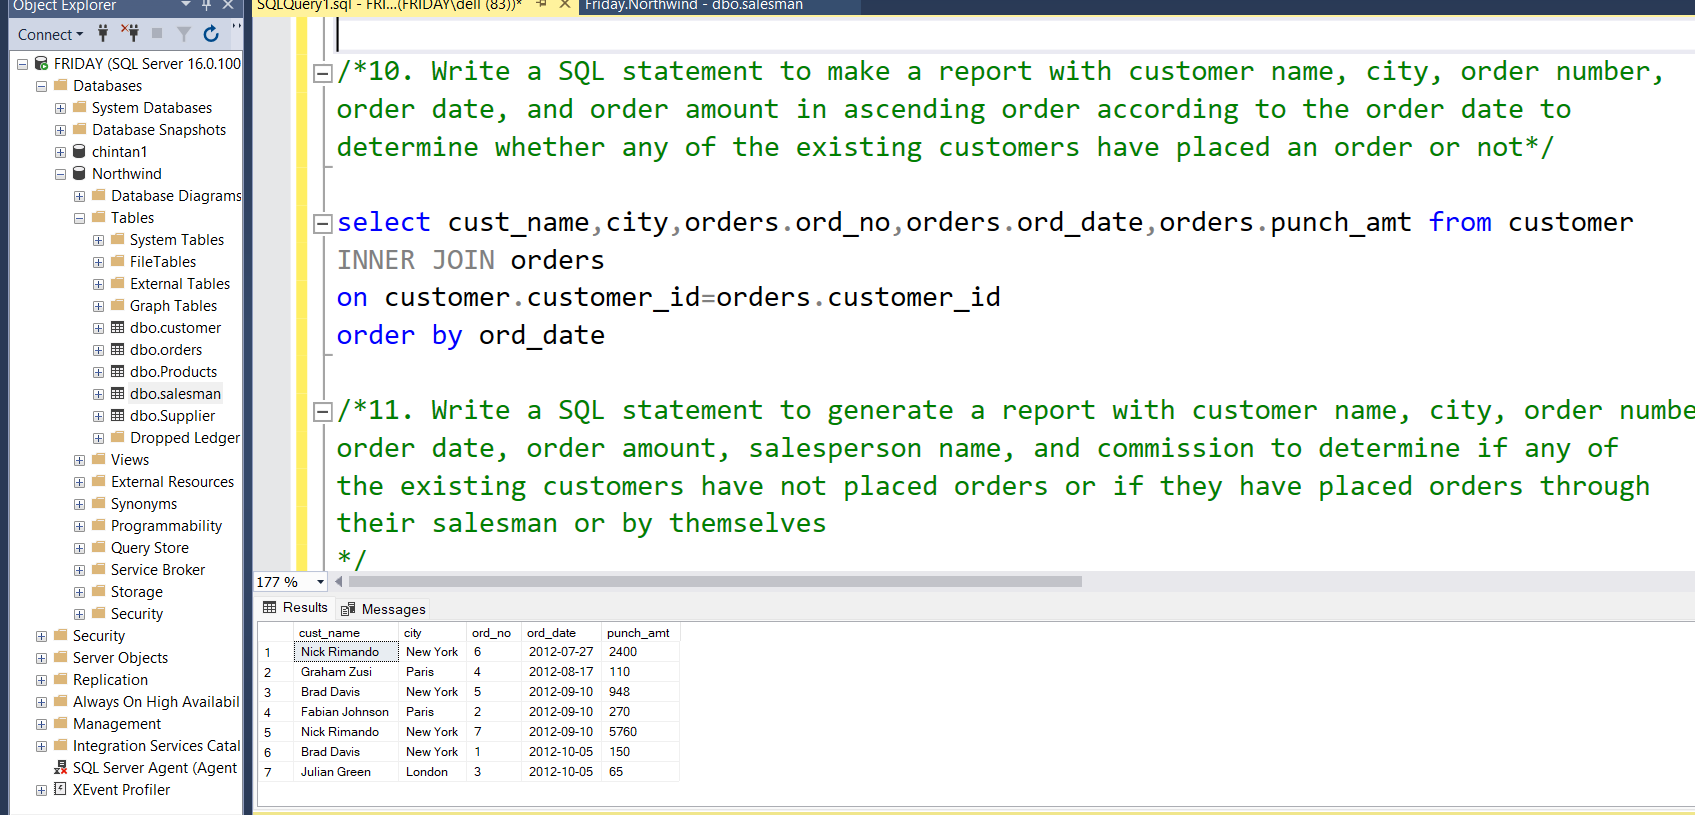 Object Explorer
SQLQuery1.sql - FRI...(FRIDAY\dell (83))*
Friday.Northwind - dbo.salesman
Connect
FRIDAY (SQL Server 16.0.100
Databases
System Databases
Database Snapshots
chintan1
Northwind
Database Diagrams
Tables
System Tables
FileTables
External Tables
Graph Tables
dbo.customer
dbo.orders
dbo.Products
dbo.salesman
dbo.Supplier
Dropped Ledger
Views
External Resources
Synonyms
Programmability
Query Store
Service Broker
Storage
Security
Security
Server Objects
Replication
Always On High Availabil
Management
Integration Services Catal
SQL Server Agent (Agent
XEvent Profiler
/*10. Write a SQL statement to make a report with customer name, city, order number,
order date, and order amount in ascending order according to the order date to
determine whether any of the existing customers have placed an order or not*/
select cust_name,city,orders.ord_no,orders.ord_date,orders.punch_amt from customer
INNER JOIN orders
on customer.customer_id=orders.customer_id
order by ord_date
/*11. Write a SQL statement to generate a report with customer name, city, order numbe
order date, order amount, salesperson name, and commission to determine if any of
the existing customers have not placed orders or if they have placed orders through
their salesman or by themselves
*/
177 %
Results Messages
cust_name city ord_no ord_date punch_amt
1 Nick Rimando New York 6 2012-07-27 2400
2 Graham Zusi Paris 4 2012-08-17 110
3 Brad Davis New York 5 2012-09-10 948
4 Fabian Johnson Paris 2 2012-09-10 270
5 Nick Rimando New York 7 2012-09-10 5760
6 Brad Davis New York 1 2012-10-05 150
7 Julian Green London 3 2012-10-05 65